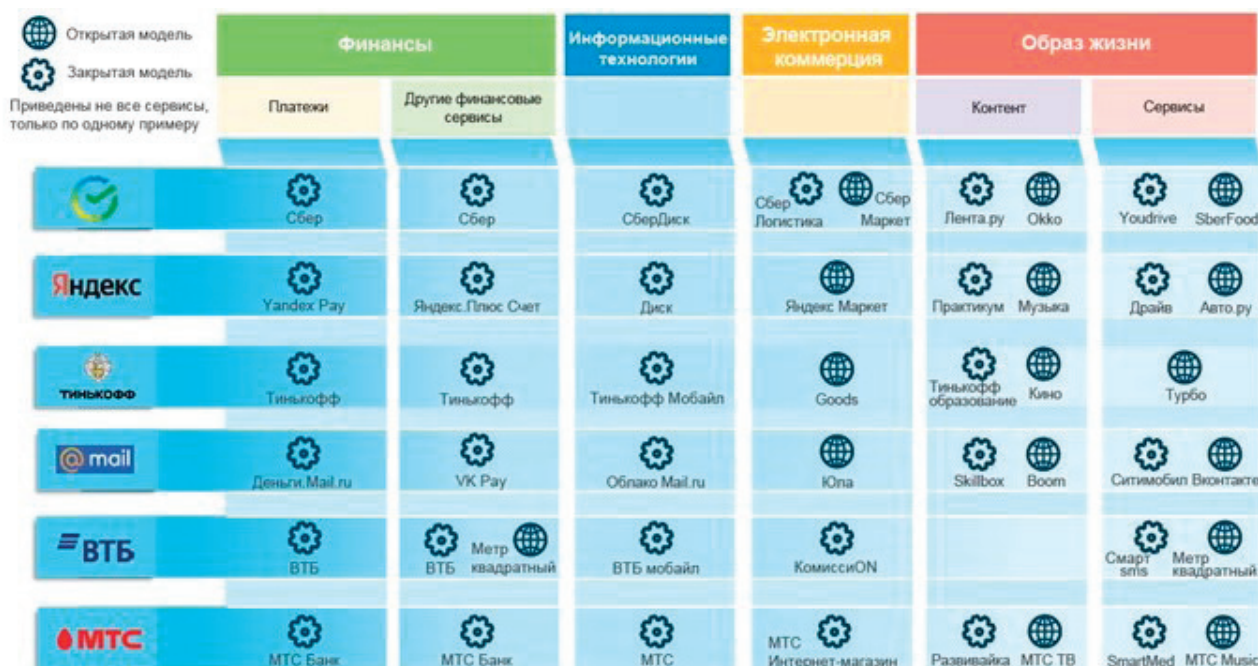 Открытая модель
Закрытая модель
Приведены не все сервисы,
только по одному примеру
Финансы
Информационные
технологии
Электронная
коммерция
Образ жизни
Платежи
Другие финансовые
сервисы
Контент
Сервисы
Сбер
Сбер
СберДиск
Сбер
Логистика
Сбер
Маркет
Лента.ру
Okko
Youdrive
SberFood
Яндекс
Yandex Pay
Яндекс.Плюс Счет
Диск
Яндекс Маркет
Практикум
Музыка
Драйв
Авто.ру
ТИНЬКОФФ
Тинькофф
Тинькофф
Тинькофф Мобайл
Goods
Тинькофф
образование
Кино
Турбо
@mail
Деньги.Mail.ru
VK Pay
Облако Mail.ru
Юла
Skillbox
Boom
Ситимобил
Вконтакте
ВТБ
ВТБ
ВТБ
Метр
квадратный
ВТБ мобайл
КомиссиON
Смарт
sms
Метр
квадратный
МТС
МТС Банк
МТС Банк
МТС
МТС
Интернет-магазин
Развивайка
МТС ТВ
SmartMed
МТС Music